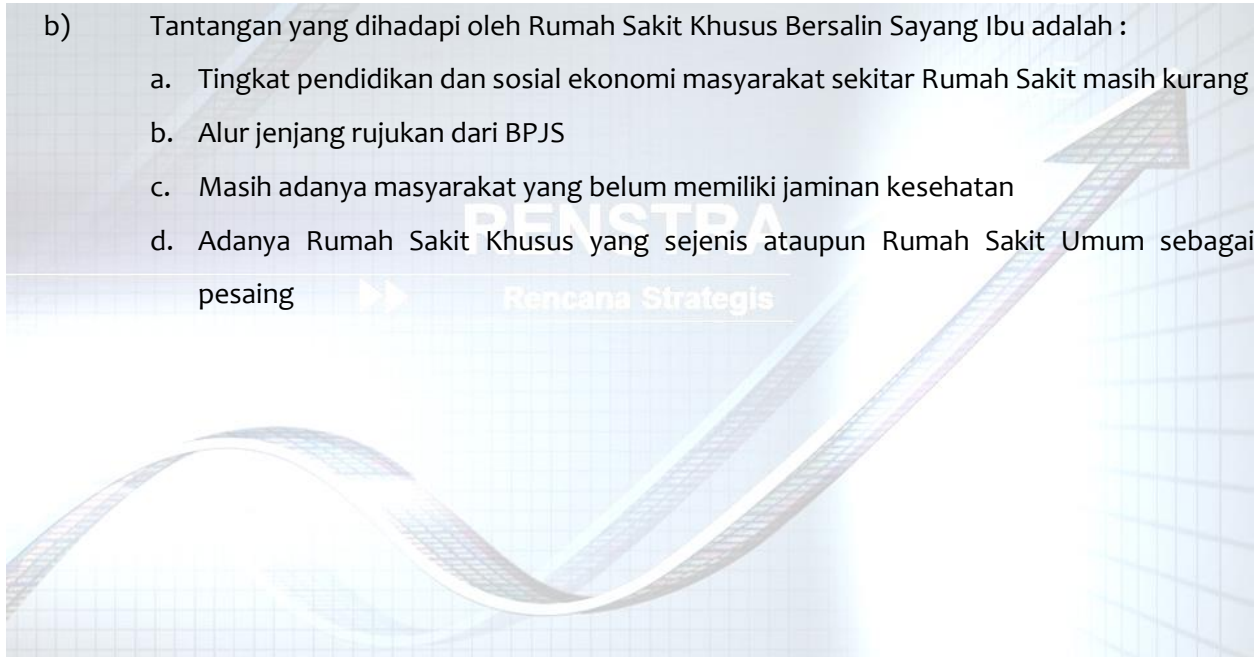 b) Tantangan yang dihadapi oleh Rumah Sakit Khusus Bersalin Sayang Ibu adalah :
a. Tingkat pendidikan dan sosial ekonomi masyarakat sekitar Rumah Sakit masih kurang
b. Alur jenjang rujukan dari BPJS
c. Masih adanya masyarakat yang belum memiliki jaminan kesehatan
RENSTRA
d. Adanya Rumah Sakit Khusus yang sejenis ataupun Rumah Sakit Umum sebagai
pesaing
Rencana Strategis